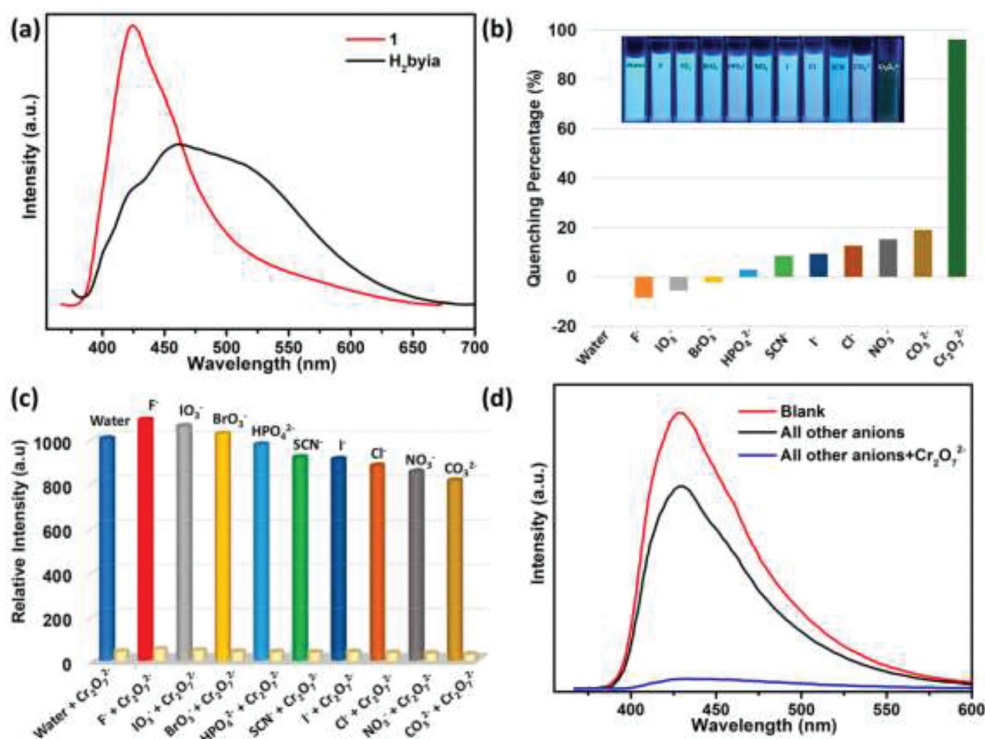 (a)
1
H₂byia
Intensity (a.u.)
400 450 500 550 600 650 700
Wavelength (nm)
(b)
Quenching Percentage (%)
100
80
60
40
20
0
-20
Water F⁻ IO₃⁻ BrO₃⁻ HPO₄²⁻ SCN⁻ I⁻ Cl⁻ NO₃⁻ CO₃²⁻ Cr₂O₇²⁻
(c)
Relative Intensity (a.u)
1000
800
600
400
200
0
Water F⁻ IO₃⁻ BrO₃⁻ HPO₄²⁻ SCN⁻ I⁻ Cl⁻ NO₃⁻ CO₃²⁻
Water + Cr₂O₇²⁻
F⁻ + Cr₂O₇²⁻
IO₃⁻ + Cr₂O₇²⁻
BrO₃⁻ + Cr₂O₇²⁻
HPO₄²⁻ + Cr₂O₇²⁻
SCN⁻ + Cr₂O₇²⁻
I⁻ + Cr₂O₇²⁻
Cl⁻ + Cr₂O₇²⁻
NO₃⁻ + Cr₂O₇²⁻
CO₃²⁻ + Cr₂O₇²⁻
(d)
Blank
All other anions
All other anions+Cr₂O₇²⁻
Intensity (a.u.)
400 450 500 550 600
Wavelength (nm)